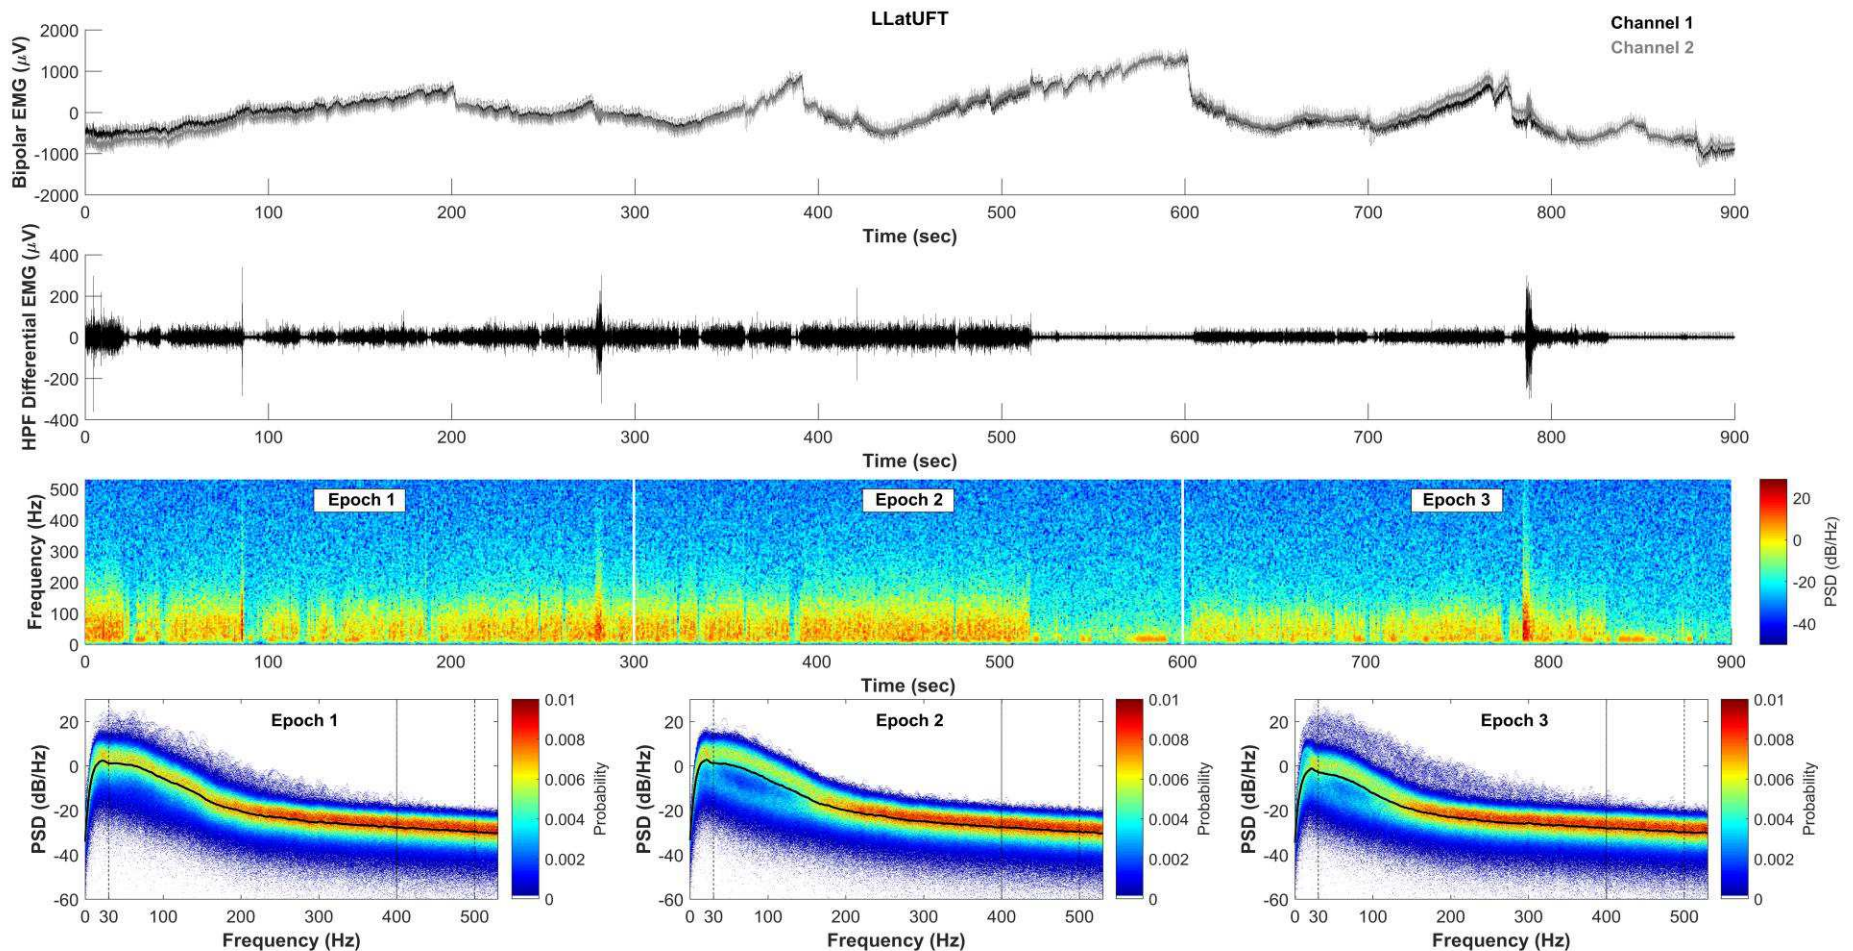 LLatUFT
Channel 1
Channel 2
Bipolar EMG (μV)
2000
1000
0
-1000
-2000
0 100 200 300 400 500 600 700 800 900
Time (sec)
HPF Differential EMG (μV)
400
200
0
-200
-400
0 100 200 300 400 500 600 700 800 900
Time (sec)
Frequency (Hz)
500
400
300
200
100
0
Epoch 1 Epoch 2 Epoch 3
0 100 200 300 400 500 600 700 800 900
Time (sec)
20
0
-20
-40
PSD (dB/Hz)
PSD (dB/Hz)
20
0
-20
-40
-60
Epoch 1
0 30 100 200 300 400 500
Frequency (Hz)
0.01
0.008
0.006
0.004
0.002
0
Probability
PSD (dB/Hz)
20
0
-20
-40
-60
Epoch 2
0 30 100 200 300 400 500
Frequency (Hz)
0.01
0.008
0.006
0.004
0.002
0
Probability
PSD (dB/Hz)
20
0
-20
-40
-60
Epoch 3
0 30 100 200 300 400 500
Frequency (Hz)
0.01
0.008
0.006
0.004
0.002
0
Probability